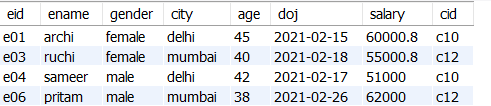 eid ename gender city age doj salary cid
e01 archi female delhi 45 2021-02-15 60000.8 c10
e03 ruchi female mumbai 40 2021-02-18 55000.8 c12
e04 sameer male delhi 42 2021-02-17 51000 c10
e06 pritam male mumbai 38 2021-02-26 62000 c12